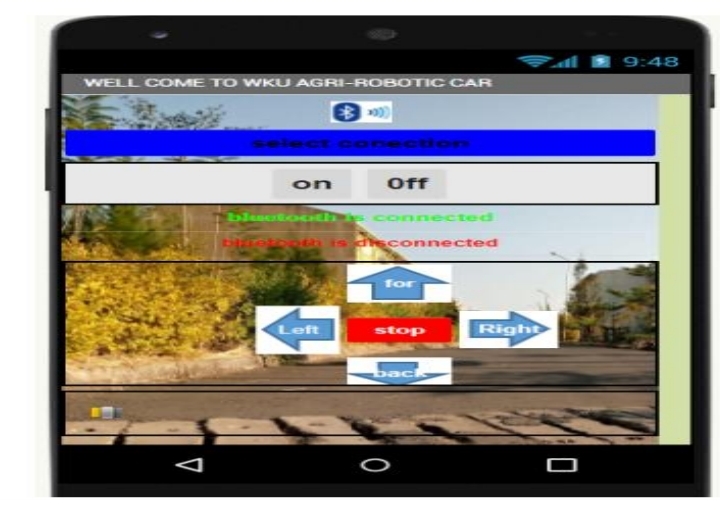 9:48
WELL COME TO WKU AGRI-ROBOTIC CAR
select conection
on Off
bluetooth is connected
bluetooth is disconnected
for
Left stop Right
back